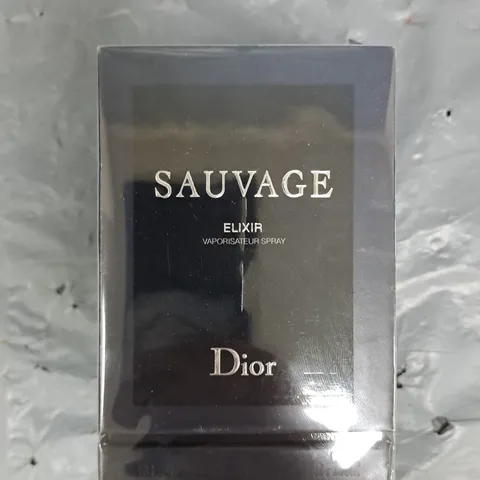 SAUVAGE
ELIXIR
VAPORISATEUR SPRAY
Dior